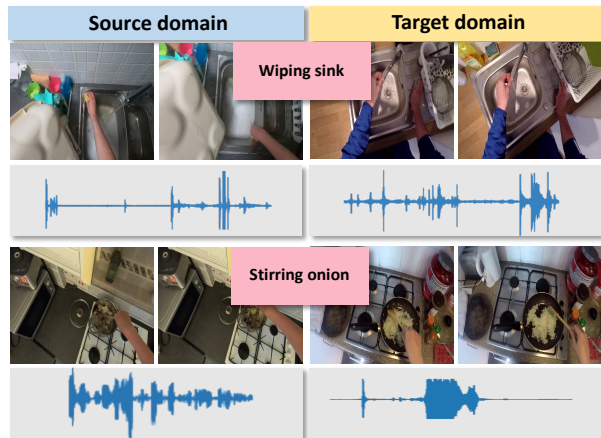 Source domain
Target domain
Wiping sink
Stirring onion